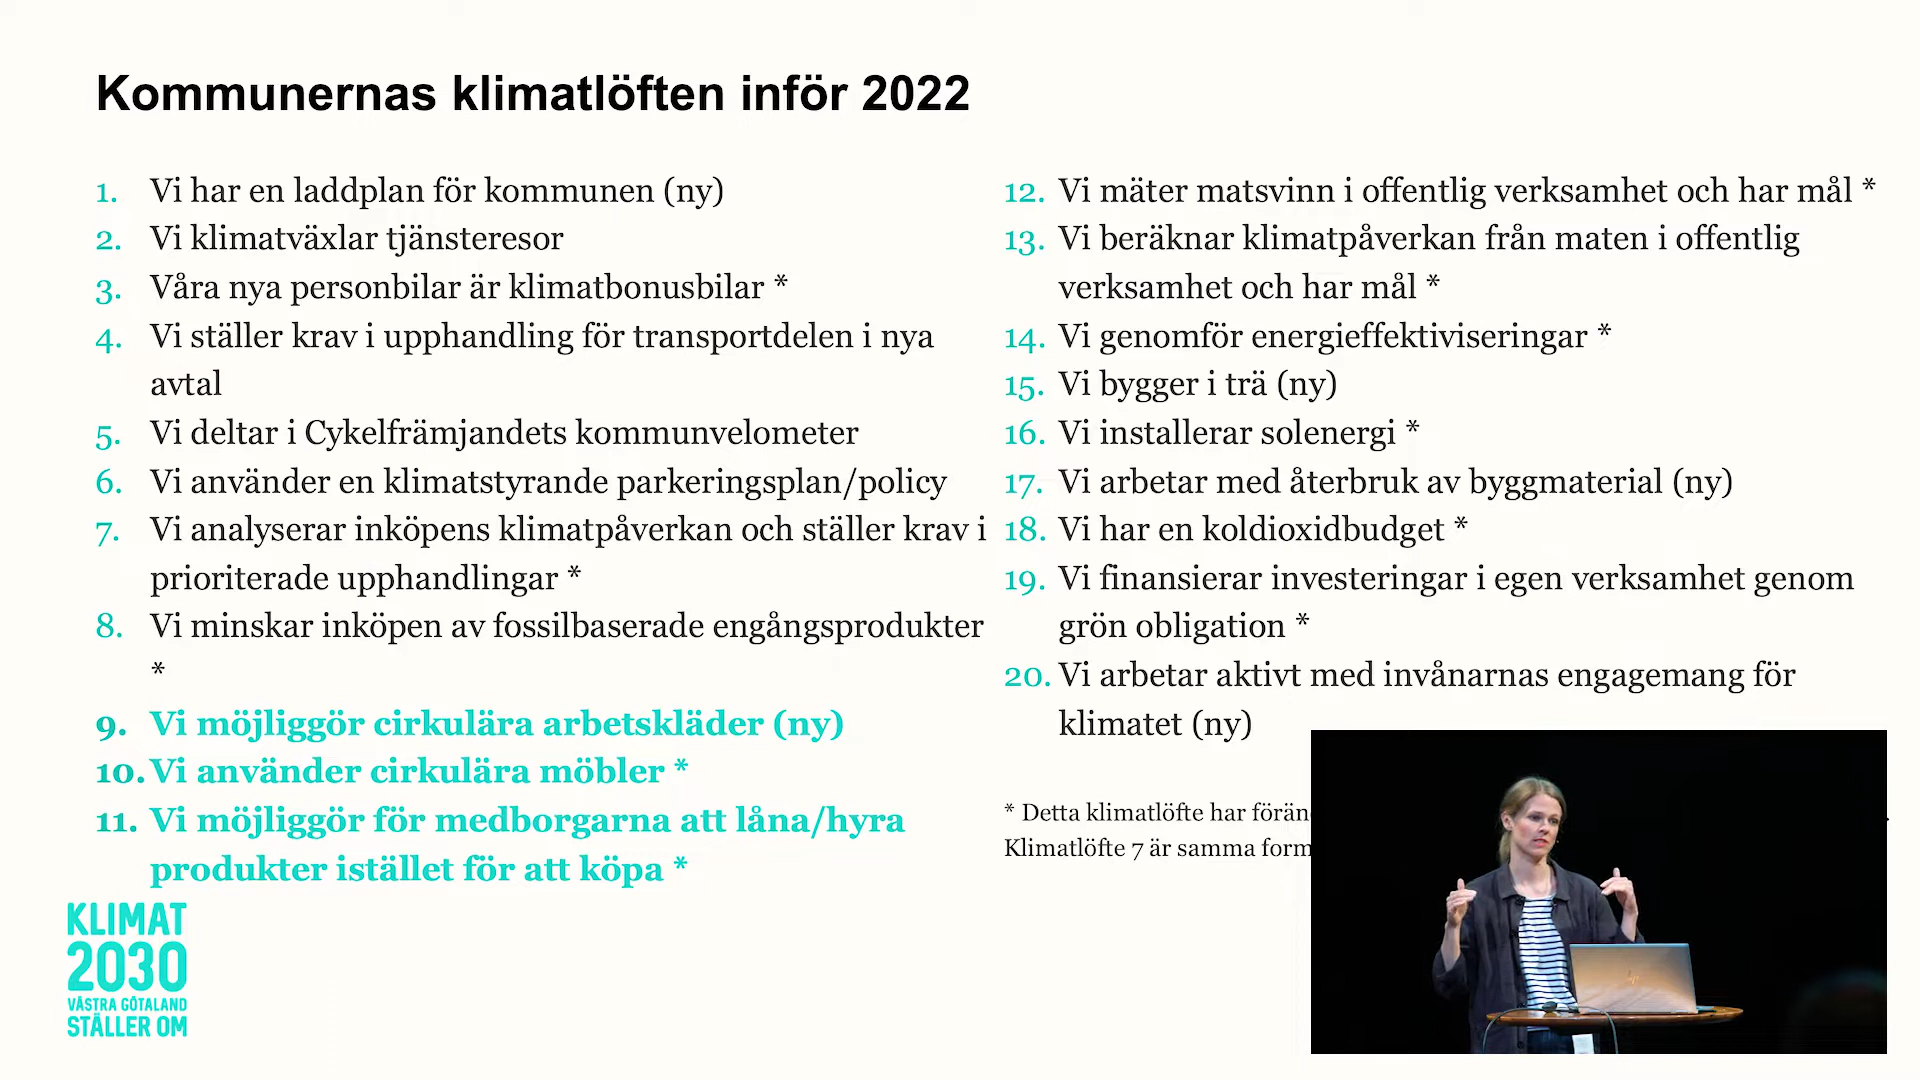 Kommunernas klimatlöften inför 2022
1. Vi har en laddplan för kommunen (ny)
2. Vi klimatväxlar tjänsteresor
3. Våra nya personbilar är klimatbonusbilar *
4. Vi ställer krav i upphandling för transportdelen i nya
avtal
5. Vi deltar i Cykelfrämjandets kommunvelometer
6. Vi använder en klimatstyrande parkeringsplan/policy
7. Vi analyserar inköpens klimatpåverkan och ställer krav i
prioriterade upphandlingar *
8. Vi minskar inköpen av fossilbaserade engångsprodukter
*
9. Vi möjliggör cirkulära arbetskläder (ny)
10. Vi använder cirkulära möbler *
11. Vi möjliggör för medborgarna att låna/hyra
produkter istället för att köpa *
12. Vi mäter matsvinn i offentlig verksamhet och har mål *
13. Vi beräknar klimatpåverkan från maten i offentlig
verksamhet och har mål *
14. Vi genomför energieffektiviseringar *
15. Vi bygger i trä (ny)
16. Vi installerar solenergi *
17. Vi arbetar med återbruk av byggmaterial (ny)
18. Vi har en koldioxidbudget *
19. Vi finansierar investeringar i egen verksamhet genom
grön obligation *
20. Vi arbetar aktivt med invånarnas engagemang för
klimatet (ny)
* Detta klimatlöfte har
Klimatlöfte 7 är samma
KLIMAT
2030
VÄSTRA GÖTALAND
STÄLLER OM
hp